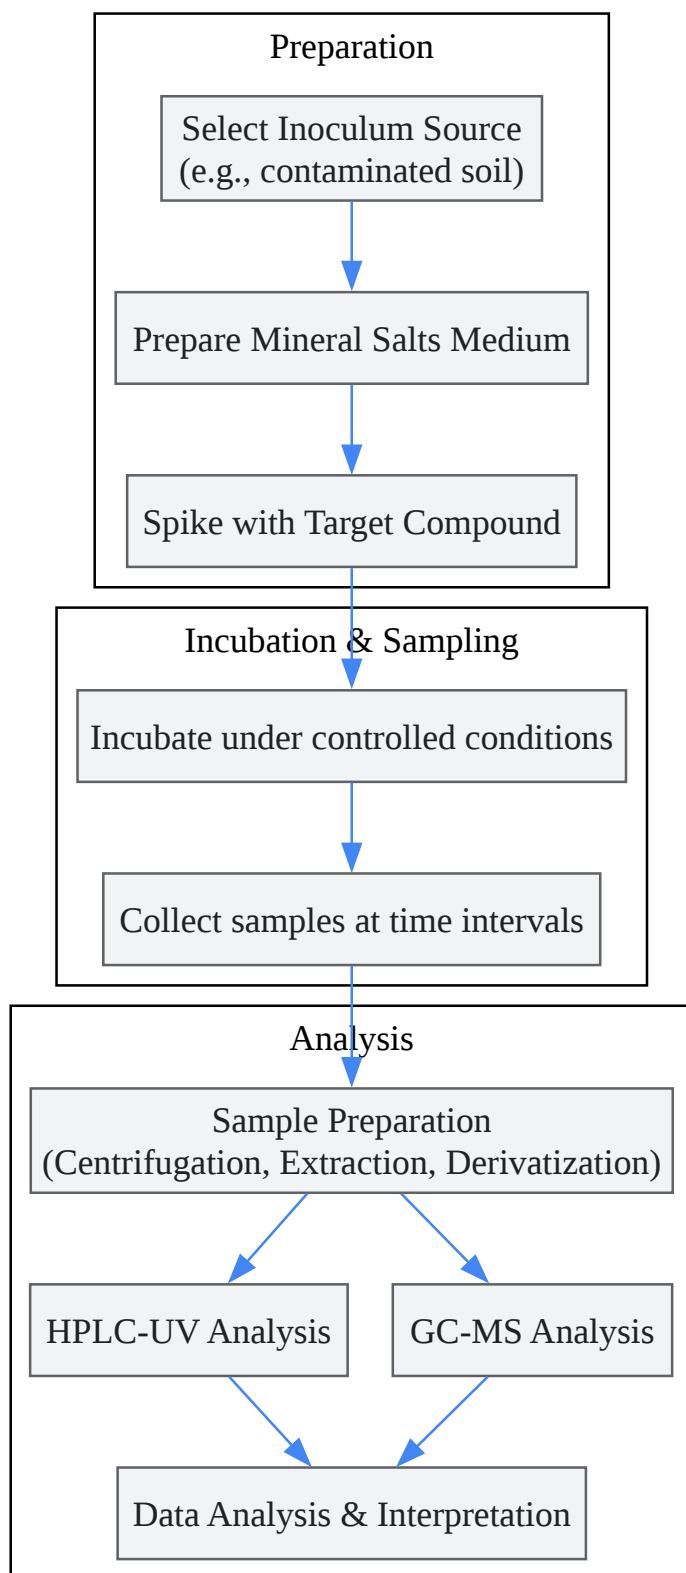 Preparation
Select Inoculum Source
(e.g., contaminated soil)
Prepare Mineral Salts Medium
Spike with Target Compound
Incubation & Sampling
Incubate under controlled conditions
Collect samples at time intervals
Analysis
Sample Preparation
(Centrifugation, Extraction, Derivatization)
HPLC-UV Analysis
GC-MS Analysis
Data Analysis & Interpretation